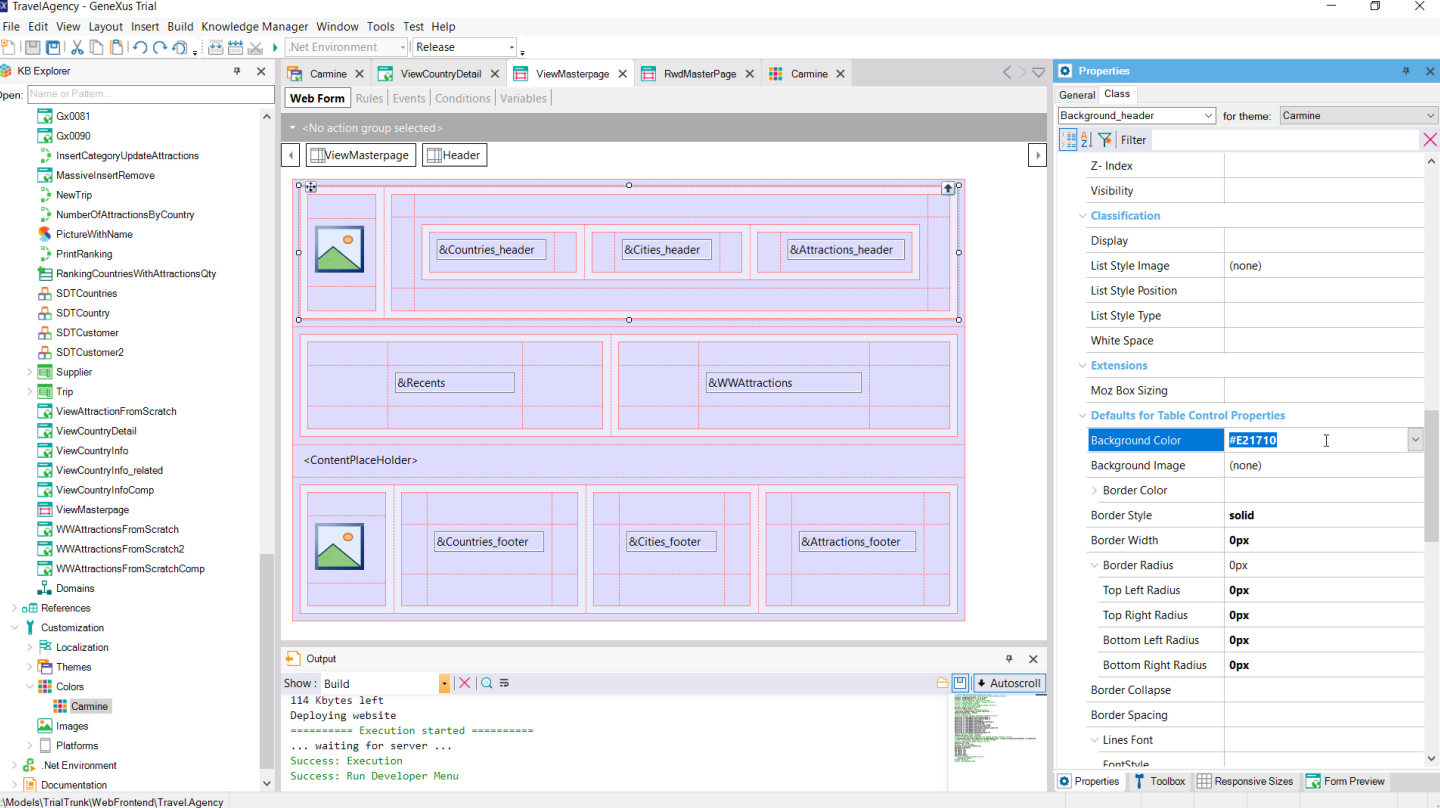 TravelAgency - GeneXus Trial
File Edit View Layout Insert Build Knowledge Manager Window Tools Test Help
.Net Environment Release
KB Explorer
Open: Name or Pattern ...
Gx0081
Gx0090
InsertCategoryUpdateAttractions
MassiveInsertRemove
NewTrip
NumberOfAttractionsByCountry
PictureWithName
PrintRanking
RankingCountriesWithAttractionsQty
SDTCountries
SDTCountry
SDTCustomer
SDTCustomer2
Supplier
Trip
ViewAttractionFromScratch
ViewCountryDetail
ViewCountryInfo
ViewCountryInfo_related
ViewCountryInfoComp
ViewMasterpage
WWAttractionsFromScratch
WWAttractionsFromScratch2
WWAttractionsFromScratchComp
Domains
References
Customization
Localization
Themes
Colors
Carmine
Images
Platforms
.Net Environment
Documentation
:\Models\TrialTrunk\WebFrontend\Travel.Agency
Carmine ViewCountryDetail ViewMasterpage RwdMasterPage Carmine
Web Form Rules Events Conditions Variables
<No action group selected>
ViewMasterpage Header
&Countries_header &Cities_header &Attractions_header
&Recents &WWAttractions
<ContentPlaceHolder>
&Countries_footer &Cities_footer &Attractions_footer
Output
Show : Build Autoscroll
114 Kbytes left
Deploying website
========== Execution started ==========
... waiting for server ...
Success: Execution
Success: Run Developer Menu
Properties
General Class
Background_header for theme: Carmine
Filter
Z- Index
Visibility
Classification
Display
List Style Image (none)
List Style Position
List Style Type
White Space
Extensions
Moz Box Sizing
Defaults for Table Control Properties
Background Color #E21710
Background Image (none)
Border Color
Border Style solid
Border Width 0px
Border Radius 0px
Top Left Radius 0px
Top Right Radius 0px
Bottom Left Radius 0px
Bottom Right Radius 0px
Border Collapse
Border Spacing
Lines Font
FontStyle
Properties Toolbox Responsive Sizes Form Preview